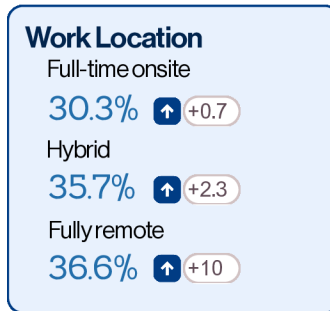 Work Location
Full-time onsite
30.3% +0.7
Hybrid
35.7% +2.3
Fully remote
36.6% +10